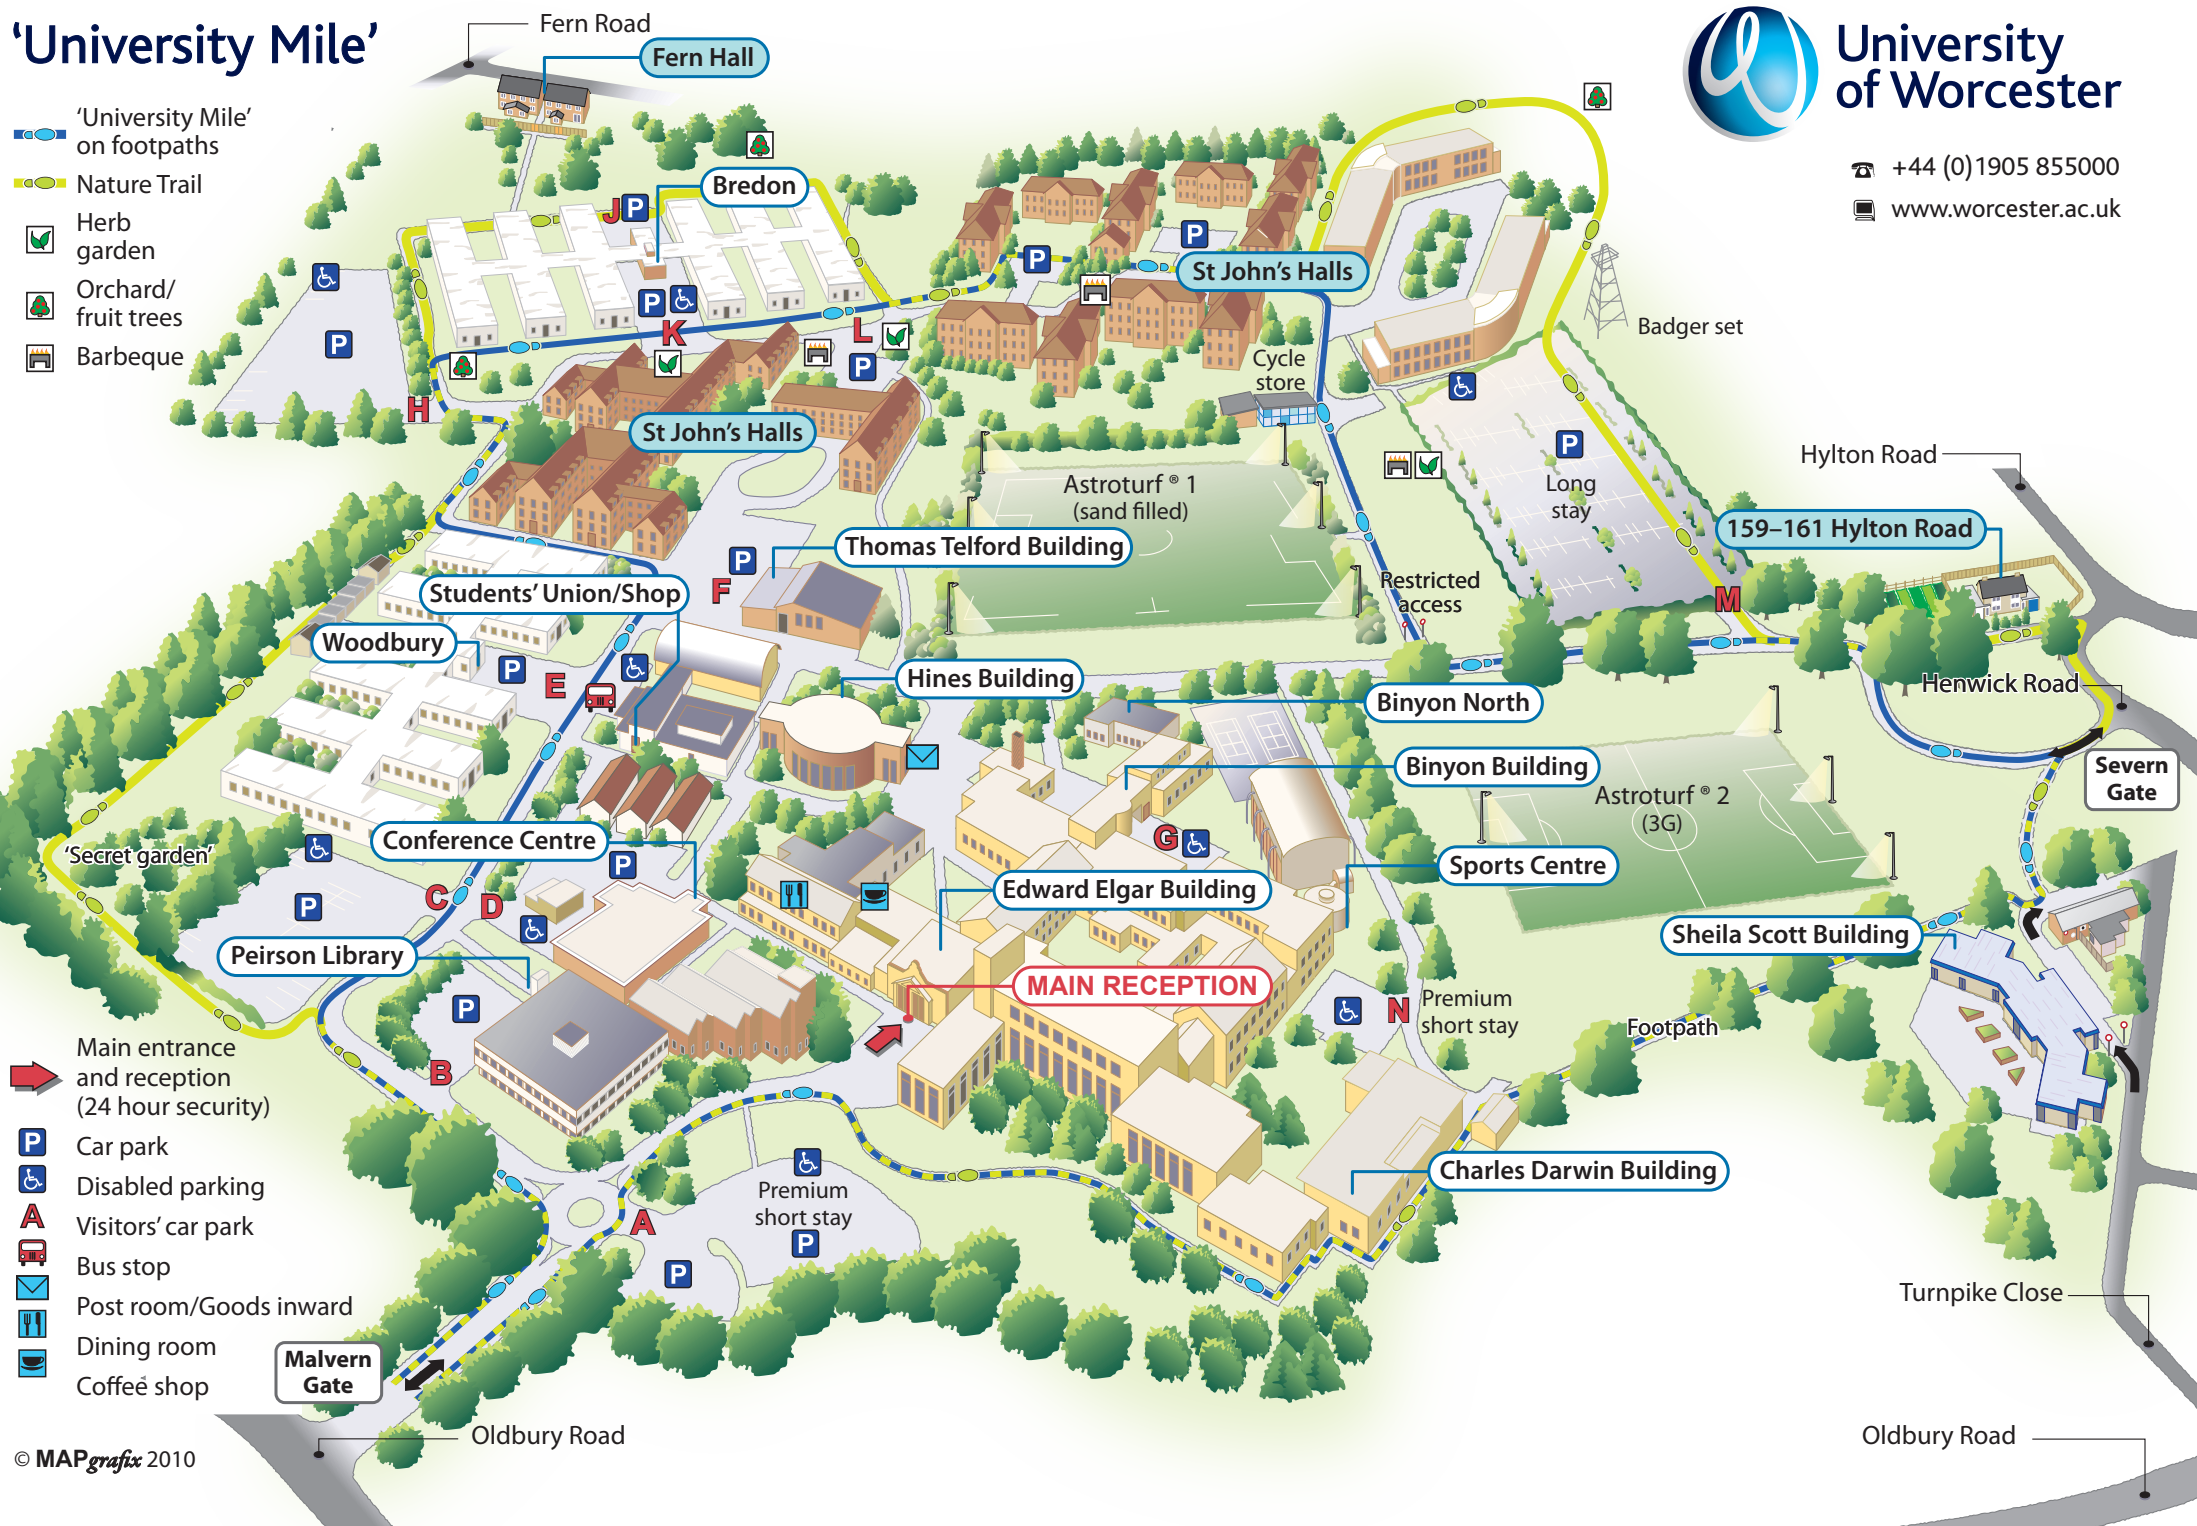 ‘University Mile’
‘University Mile’
on footpaths
Nature Trail
Herb
garden
Orchard/
fruit trees
Barbeque
Fern Road
Fern Hall
Bredon
J
P
P
P
K
L
P
P
H
St John’s Halls
P
P
St John’s Halls
Cycle
store
University
of Worcester
+44 (0)1905 855000
www.worcester.ac.uk
Badger set
P
Long
stay
Hylton Road
159–161 Hylton Road
M
Astroturf ® 1
(sand filled)
Restricted
access
Thomas Telford Building
P
F
Students’ Union/Shop
Woodbury
P
E
Hines Building
Binyon North
Binyon Building
Henwick Road
Severn
Gate
Astroturf ® 2
(3G)
Sports Centre
G
Conference Centre
P
‘Secret garden’
P
C
D
Edward Elgar Building
Sheila Scott Building
Peirson Library
P
B
MAIN RECEPTION
N
Premium
short stay
Footpath
Main entrance
and reception
(24 hour security)
P
Car park
Disabled parking
A
Visitors’ car park
Bus stop
Post room/Goods inward
Dining room
Coffee shop
Premium
short stay
P
A
P
Charles Darwin Building
Malvern
Gate
Turnpike Close
Oldbury Road
Oldbury Road
© MAPgrafix 2010